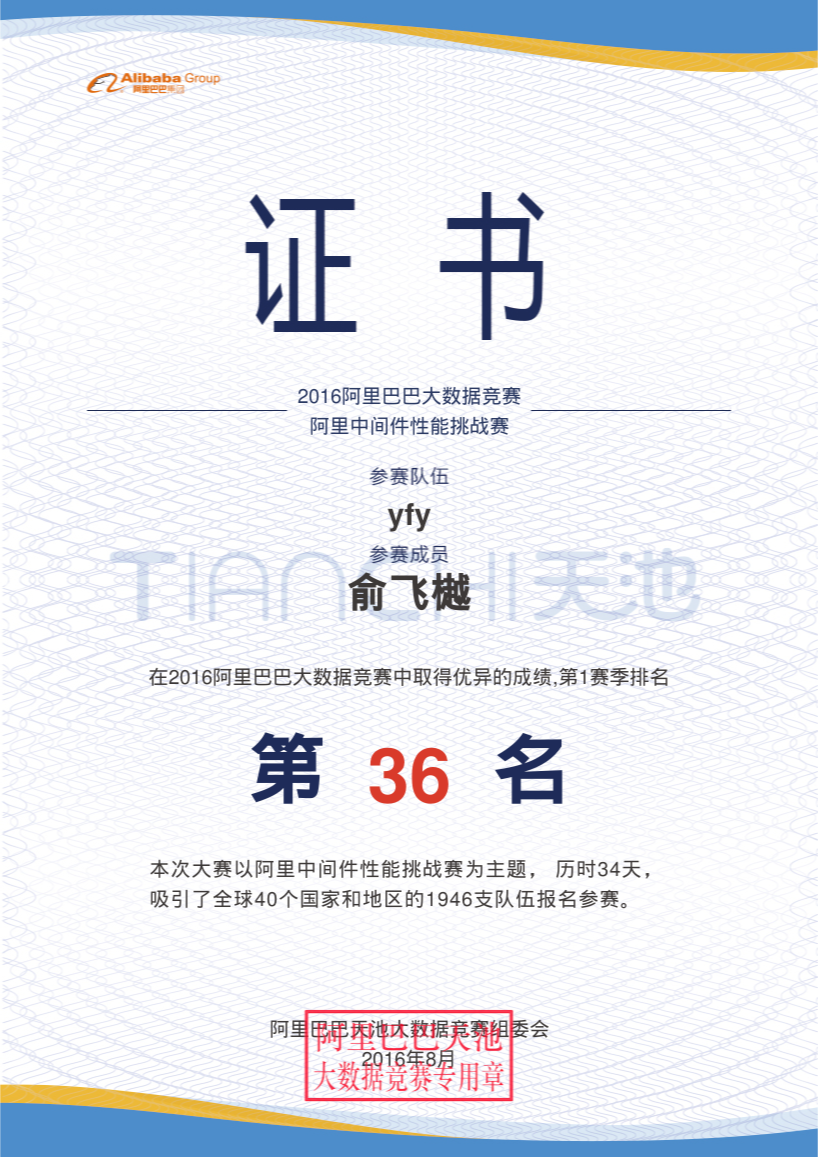 Alibaba Group
阿里巴巴集团
证 书
2016阿里巴巴大数据竞赛
阿里中间件性能挑战赛
参赛队伍
yfy
参赛成员
TIANCHI天池
俞飞樾
在2016阿里巴巴大数据竞赛中取得优异的成绩,第1赛季排名
第 36 名
本次大赛以阿里中间件性能挑战赛为主题， 历时34天，
吸引了全球40个国家和地区的1946支队伍报名参赛。
阿里巴巴天池大数据竞赛组委会
2016年8月
阿里巴巴天池
大数据竞赛专用章